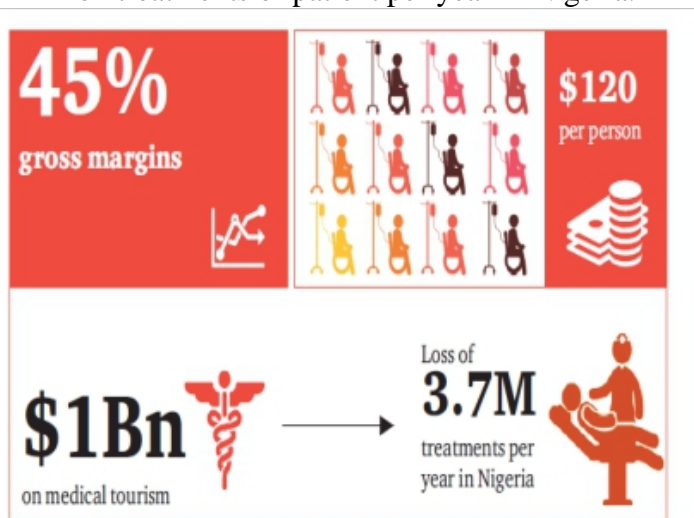 45%
gross margins
$120
per person
$1Bn
on medical tourism
Loss of
3.7M
treatments per
year in Nigeria